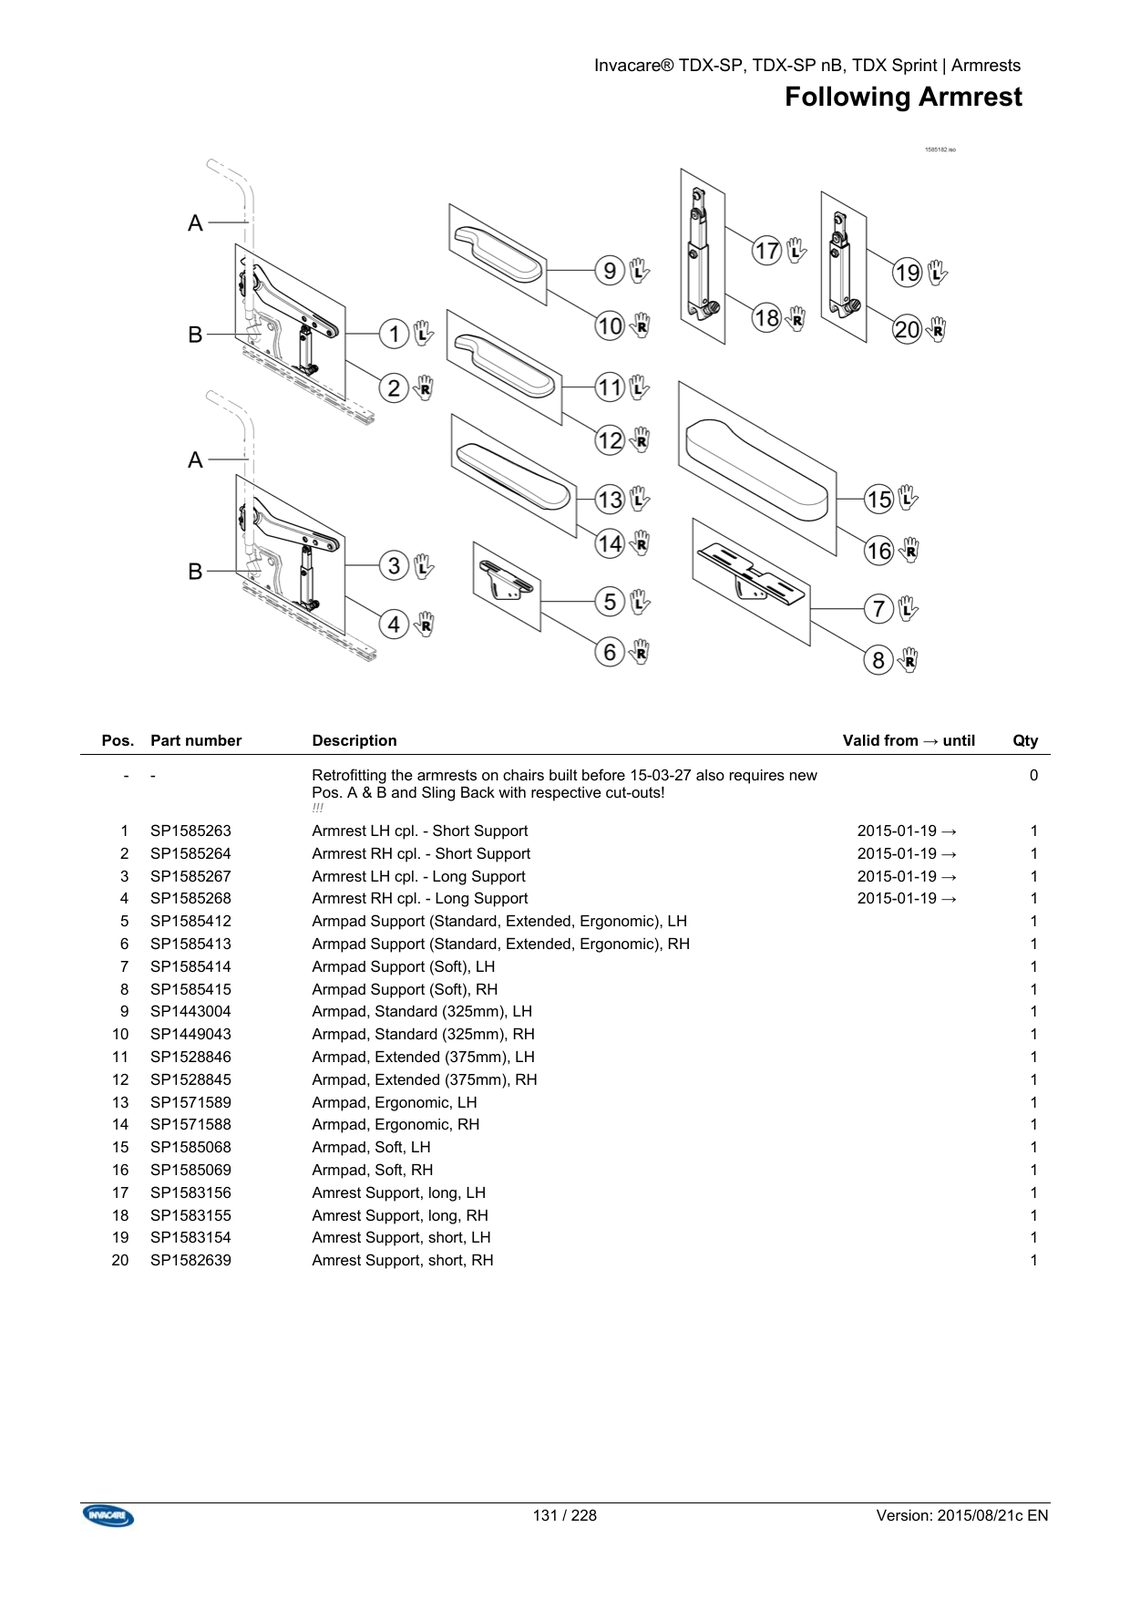 Invacare® TDX-SP, TDX-SP nB, TDX Sprint | Armrests
Following Armrest
1585182 iso
A
B
1 L
2 R
A
B
3 L
4 R
9 L
10 R
11 L
12 R
13 L
14 R
5 L
6 R
17 L
18 R
19 L
20 R
15 L
16 R
7 L
8 R
Pos. Part number Description Valid from → until Qty
- - Retrofitting the armrests on chairs built before 15-03-27 also requires new 0
Pos. A & B and Sling Back with respective cut-outs!
!!!
1 SP1585263 Armrest LH cpl. - Short Support 2015-01-19 → 1
2 SP1585264 Armrest RH cpl. - Short Support 2015-01-19 → 1
3 SP1585267 Armrest LH cpl. - Long Support 2015-01-19 → 1
4 SP1585268 Armrest RH cpl. - Long Support 2015-01-19 → 1
5 SP1585412 Armpad Support (Standard, Extended, Ergonomic), LH 1
6 SP1585413 Armpad Support (Standard, Extended, Ergonomic), RH 1
7 SP1585414 Armpad Support (Soft), LH 1
8 SP1585415 Armpad Support (Soft), RH 1
9 SP1443004 Armpad, Standard (325mm), LH 1
10 SP1449043 Armpad, Standard (325mm), RH 1
11 SP1528846 Armpad, Extended (375mm), LH 1
12 SP1528845 Armpad, Extended (375mm), RH 1
13 SP1571589 Armpad, Ergonomic, LH 1
14 SP1571588 Armpad, Ergonomic, RH 1
15 SP1585068 Armpad, Soft, LH 1
16 SP1585069 Armpad, Soft, RH 1
17 SP1583156 Amrest Support, long, LH 1
18 SP1583155 Amrest Support, long, RH 1
19 SP1583154 Amrest Support, short, LH 1
20 SP1582639 Amrest Support, short, RH 1
INVACARE 131 / 228 Version: 2015/08/21c EN